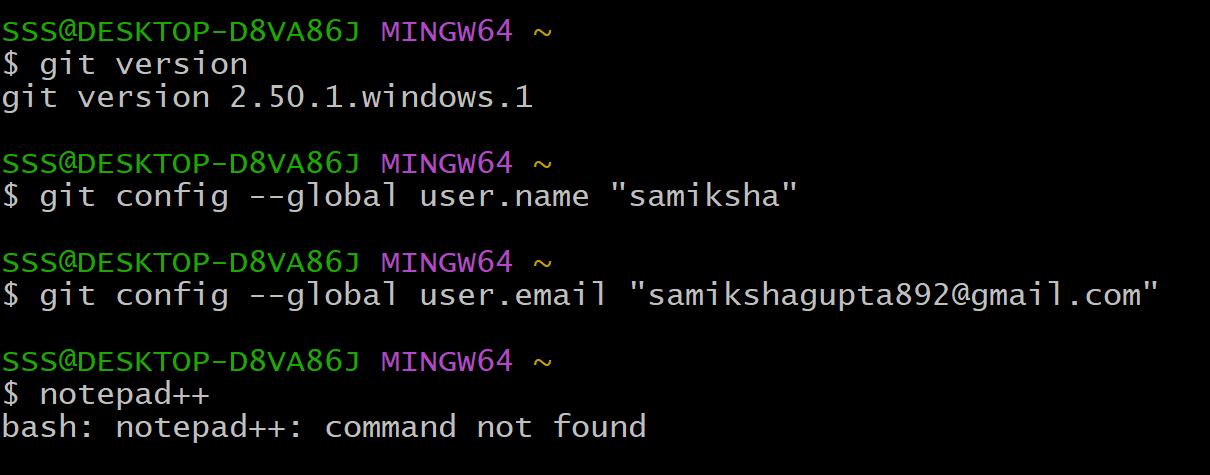 SSS@DESKTOP-D8VA86J MINGW64 ~
$ git version
git version 2.50.1.windows.1
SSS@DESKTOP-D8VA86J MINGW64 ~
$ git config --global user.name "samiksha"
SSS@DESKTOP-D8VA86J MINGW64 ~
$ git config --global user.email "samikshagupta892@gmail.com"
SSS@DESKTOP-D8VA86J MINGW64 ~
$ notepad++
bash: notepad++: command not found